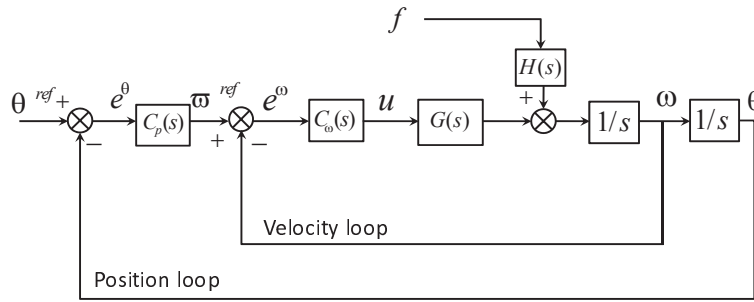 f
H(s)
θ ref + e^θ C_p(s) ϖ ref e^ω C_ω(s) u G(s) + 1/s ω 1/s θ
− + −
Velocity loop
Position loop